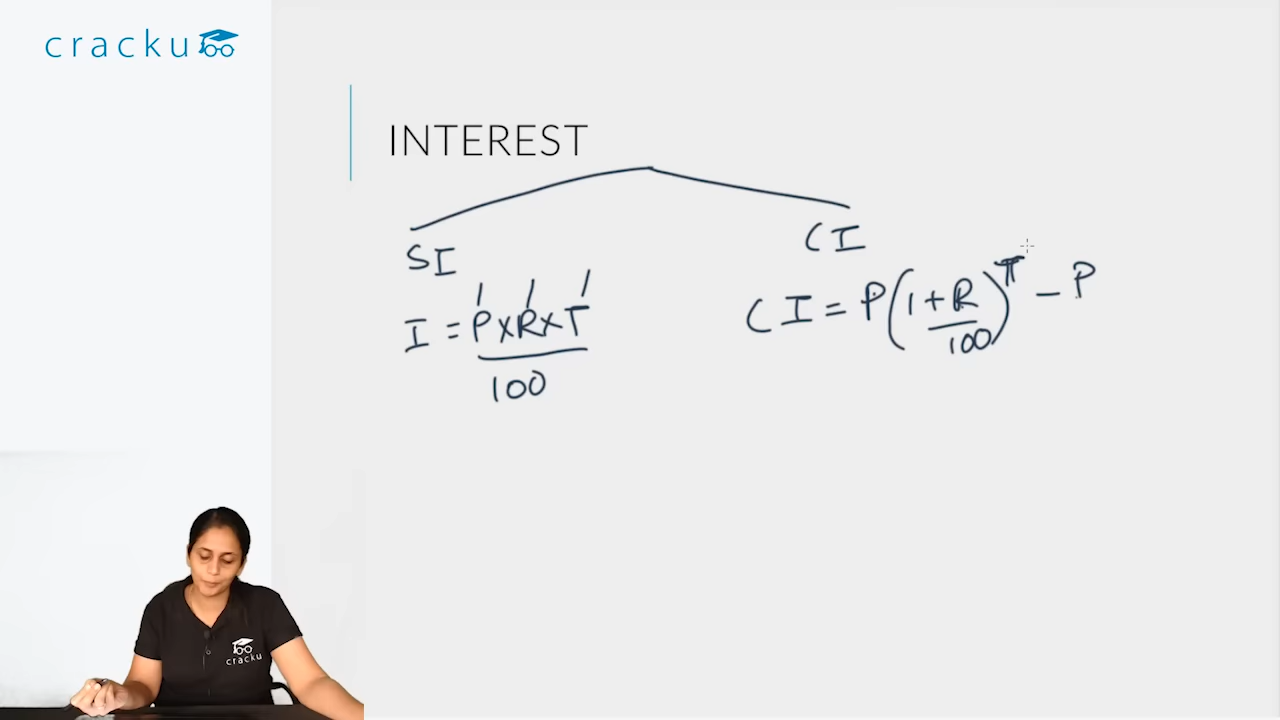 cracku
INTEREST
SI
CI
I = P×R×T
100
CI = P(1+R/100)^T - P
cracku